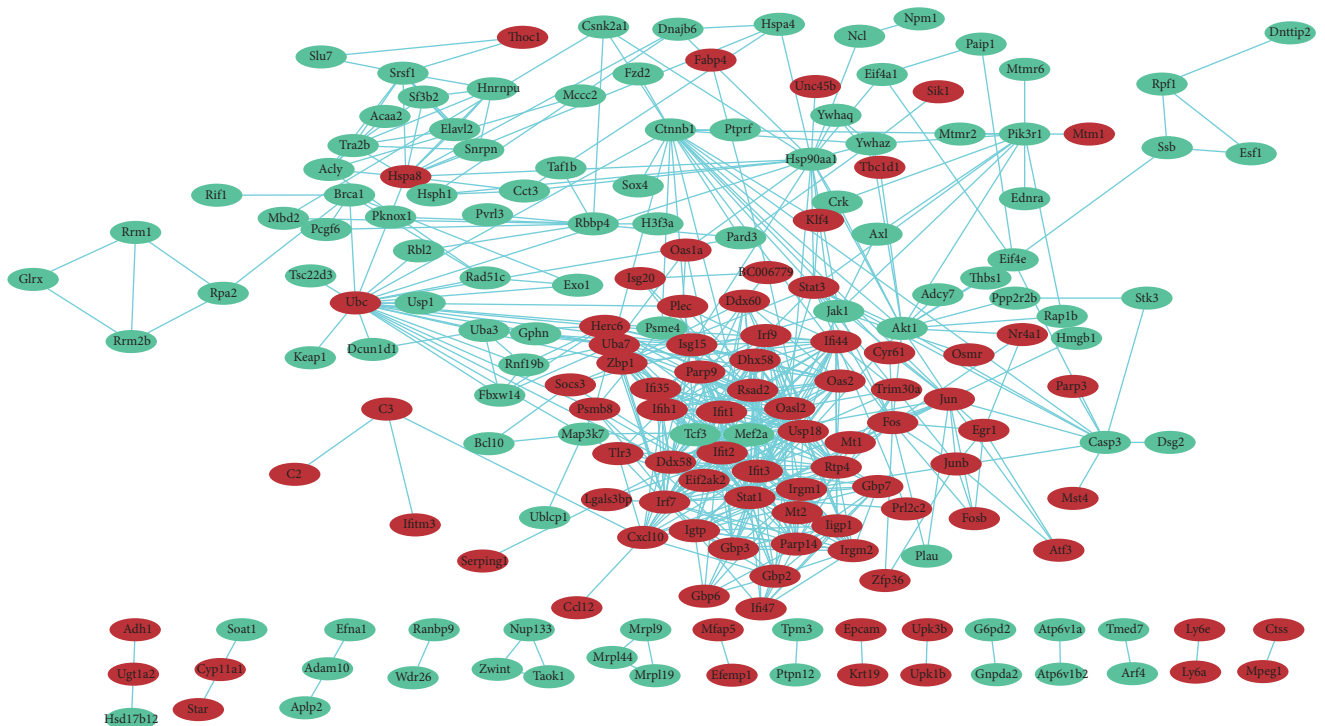 Npm1
Csnk2a1
Dnajb6
Hspa4
Ncl
Dnttip2
Thoc1
Paip1
Slu7
Fabp4
Srsf1
Fzd2
Eif4a1
Mtmr6
Unc45b
Sik1
Rpf1
Hnrnpu
Sf3b2
Mccc2
Acaa2
Ywhaq
Elavl2
Ctnnb1
Ptprf
Mtmr2
Pik3r1
Mtm1
Tra2b
Snrpn
Ywhaz
Ssb
Esf1
Hsp90aa1
Acly
Hspa8
Taf1b
Tbc1d1
Rif1
Brca1
Hsph1
Cct3
Sox4
Ednra
Crk
Mbd2
Pknox1
Pvrl3
Rbbp4
H3f3a
Klf4
Pcgf6
Rrm1
Pard3
Axl
Rbl2
Oas1a
Eif4e
Glrx
Tsc22d3
Rad51c
Isg20
BC006779
Thbs1
Rpa2
Exo1
Stat3
Adcy7
Ppp2r2b
Stk3
Ubc
Usp1
Plec
Ddx60
Jak1
Rap1b
Rrm2b
Uba3
Gphn
Herc6
Psme4
Irf9
Akt1
Nr4a1
Hmgb1
Keap1
Dcun1d1
Uba7
Isg15
Ifi44
Cyr61
Osmr
Rnf19b
Zbp1
Parp9
Dhx58
Fbxw14
Socs3
Ifi35
Rsad2
Oas2
Trim30a
Parp3
C3
Psmb8
Ifih1
Ifit1
Oasl2
Jun
Bcl10
Map3k7
Tcf3
Mef2a
Usp18
Fos
Egr1
Casp3
Dsg2
C2
Tlr3
Ddx58
Ifit2
Mt1
Junb
Eif2ak2
Ifit3
Rtp4
Ifitm3
Ublcp1
Lgals3bp
Irf7
Stat1
Irgm1
Gbp7
Mst4
Mt2
Prl2c2
Fosb
Serping1
Cxcl10
Igtp
Iigp1
Gbp3
Parp14
Irgm2
Plau
Atf3
Gbp2
Zfp36
Ccl12
Gbp6
Ifi47
Adh1
Soat1
Efna1
Ranbp9
Nup133
Mrpl9
Mfap5
Tpm3
Epcam
Upk3b
G6pd2
Atp6v1a
Tmed7
Ly6e
Ctss
Ugt1a2
Cyp11a1
Adam10
Wdr26
Zwint
Taok1
Mrpl44
Mrpl19
Efemp1
Ptpn12
Krt19
Upk1b
Gnpda2
Atp6v1b2
Arf4
Ly6a
Mpeg1
Hsd17b12
Star
Aplp2